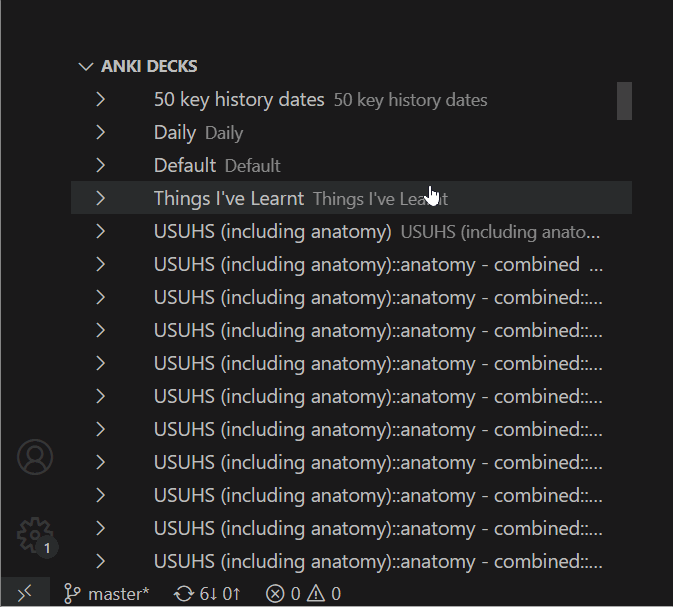 ANKI DECKS
50 key history dates 50 key history dates
Daily Daily
Default Default
Things I've Learnt Things I've Learnt
USUHS (including anatomy) USUHS (including anato...
USUHS (including anatomy)::anatomy - combined ...
USUHS (including anatomy)::anatomy - combined::...
USUHS (including anatomy)::anatomy - combined::...
USUHS (including anatomy)::anatomy - combined::...
USUHS (including anatomy)::anatomy - combined::...
USUHS (including anatomy)::anatomy - combined::...
USUHS (including anatomy)::anatomy - combined::...
USUHS (including anatomy)::anatomy - combined::...
USUHS (including anatomy)::anatomy - combined::...
USUHS (including anatomy)::anatomy - combined::...
1
master* 6↓ 0↑ 0 0